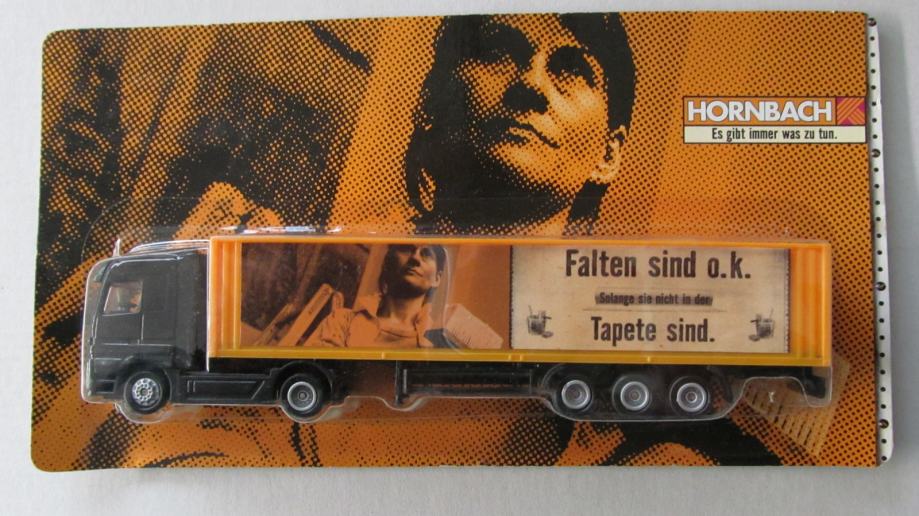 HORNBACH
Es gibt immer was zu tun.
Falten sind o.k.
Solange sie nicht in der
Tapete sind.